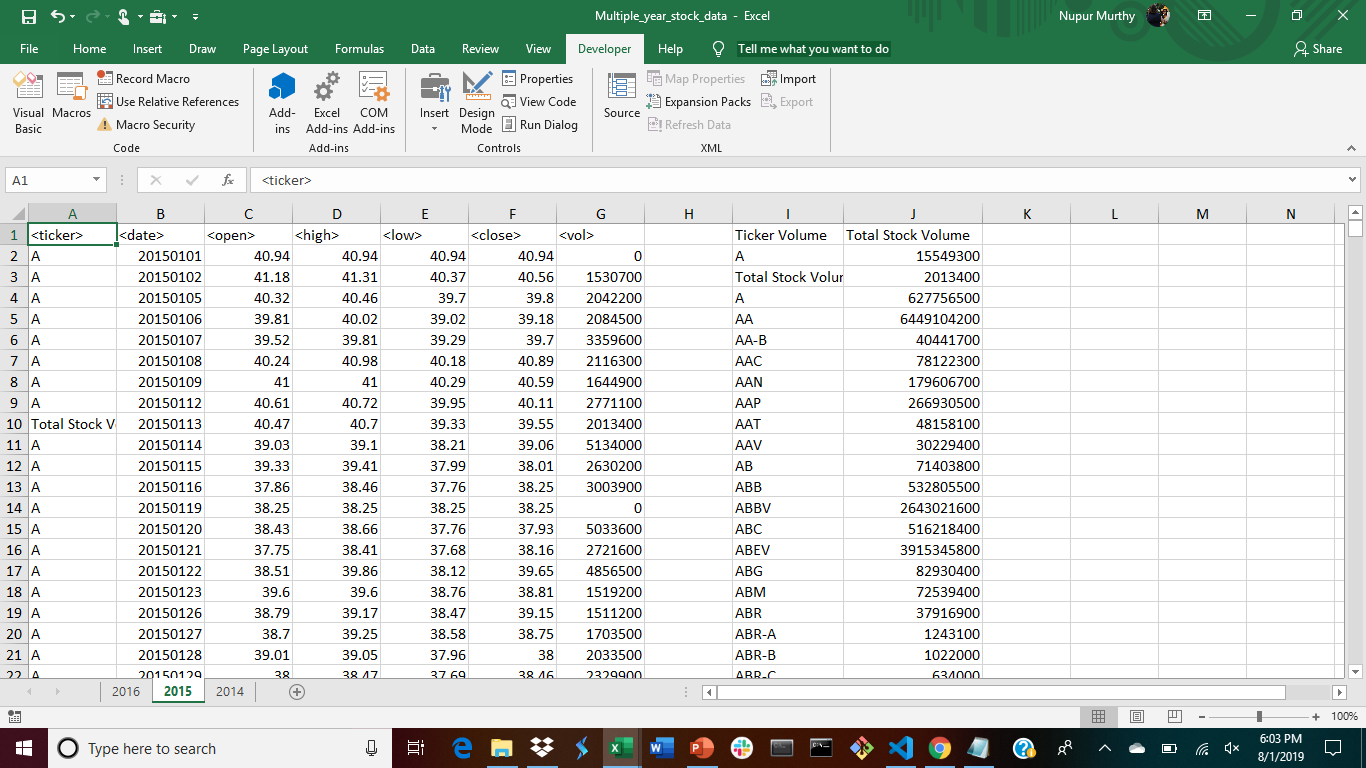 Multiple_year_stock_data - Excel
Nupur Murthy
File Home Insert Draw Page Layout Formulas Data Review View Developer Help Tell me what you want to do Share
Visual Basic
Macros
Record Macro
Use Relative References
Macro Security
Code
Add-ins
Excel Add-ins
COM Add-ins
Add-ins
Insert
Design Mode
Properties
View Code
Run Dialog
Controls
Source
Map Properties
Expansion Packs
Refresh Data
Import
Export
XML
A1 fx <ticker>
A B C D E F G H I J K L M N
1 <ticker> <date> <open> <high> <low> <close> <vol> Ticker Volume Total Stock Volume
2 A 20150101 40.94 40.94 40.94 40.94 0 A 15549300
3 A 20150102 41.18 41.31 40.37 40.56 1530700 Total Stock Volur 2013400
4 A 20150105 40.32 40.46 39.7 39.8 2042200 A 627756500
5 A 20150106 39.81 40.02 39.02 39.18 2084500 AA 6449104200
6 A 20150107 39.52 39.81 39.29 39.7 3359600 AA-B 40441700
7 A 20150108 40.24 40.98 40.18 40.89 2116300 AAC 78122300
8 A 20150109 41 41 40.29 40.59 1644900 AAN 179606700
9 A 20150112 40.61 40.72 39.95 40.11 2771100 AAP 266930500
10 Total Stock V 20150113 40.47 40.7 39.33 39.55 2013400 AAT 48158100
11 A 20150114 39.03 39.1 38.21 39.06 5134000 AAV 30229400
12 A 20150115 39.33 39.41 37.99 38.01 2630200 AB 71403800
13 A 20150116 37.86 38.46 37.76 38.25 3003900 ABB 532805500
14 A 20150119 38.25 38.25 38.25 38.25 0 ABBV 2643021600
15 A 20150120 38.43 38.66 37.76 37.93 5033600 ABC 516218400
16 A 20150121 37.75 38.41 37.68 38.16 2721600 ABEV 3915345800
17 A 20150122 38.51 39.86 38.12 39.65 4856500 ABG 82930400
18 A 20150123 39.6 39.6 38.76 38.81 1519200 ABM 72539400
19 A 20150126 38.79 39.17 38.47 39.15 1511200 ABR 37916900
20 A 20150127 38.7 39.25 38.58 38.75 1703500 ABR-A 1243100
21 A 20150128 39.01 39.05 37.96 38 2033500 ABR-B 1022000
22 A 20150129 38 38.47 37.69 38.46 2329900 ABR-C 634000
2016 2015 2014
100%
Type here to search
6:03 PM
8/1/2019